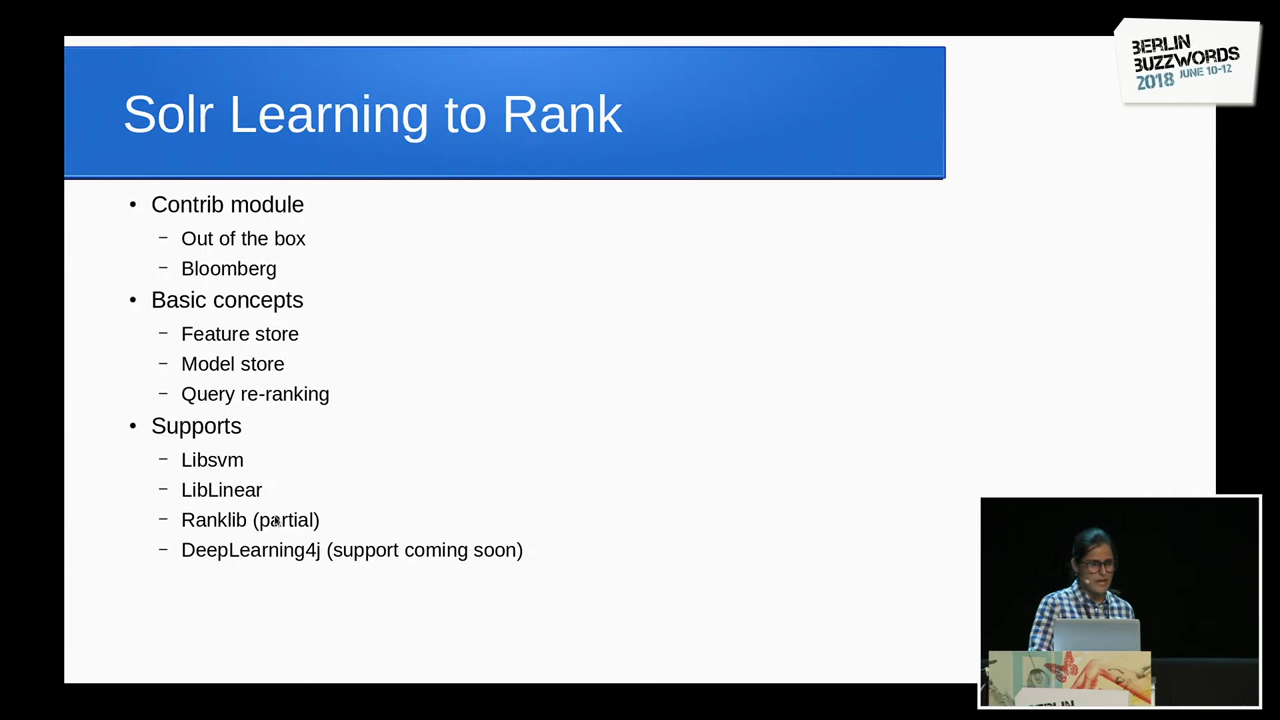 Solr Learning to Rank
BERLIN
BUZZWORDS
2018 JUNE 10-12
• Contrib module
– Out of the box
– Bloomberg
• Basic concepts
– Feature store
– Model store
– Query re-ranking
• Supports
– Libsvm
– LibLinear
– Ranklib (partial)
– DeepLearning4j (support coming soon)
BERLIN